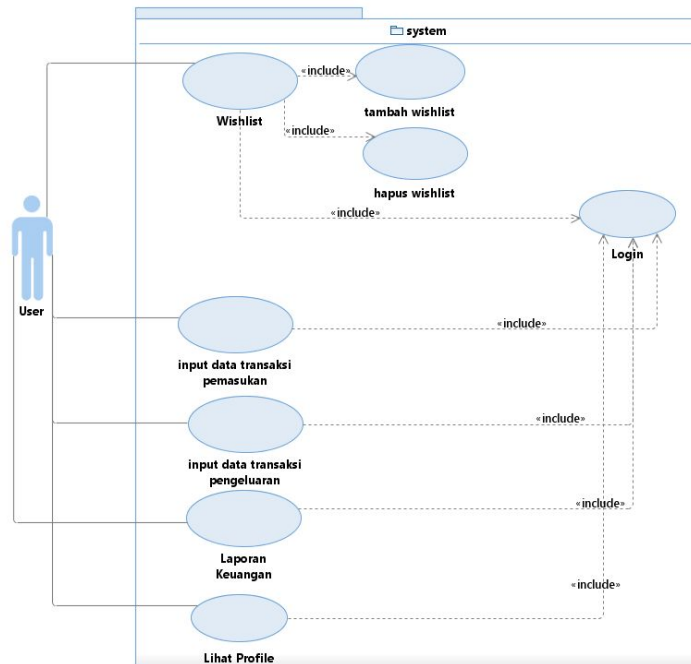 system
«include»
Wishlist
tambah wishlist
«include»
hapus wishlist
«include»
Login
User
«include»
input data transaksi
pemasukan
«include»
input data transaksi
pengeluaran
«include»
Laporan
Keuangan
«include»
Lihat Profile